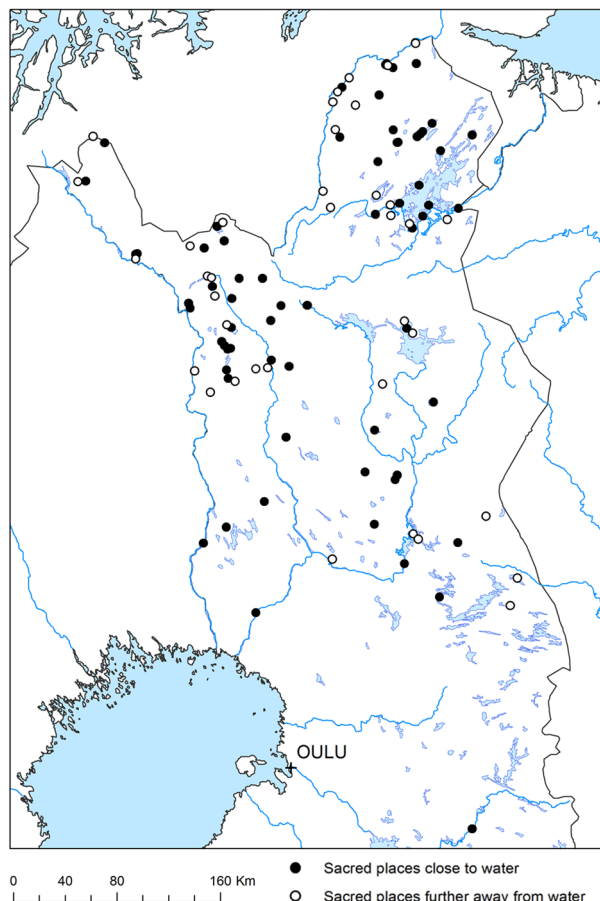 OULU
Sacred places close to water
0 40 80 160 Km
Sacred places further away from water